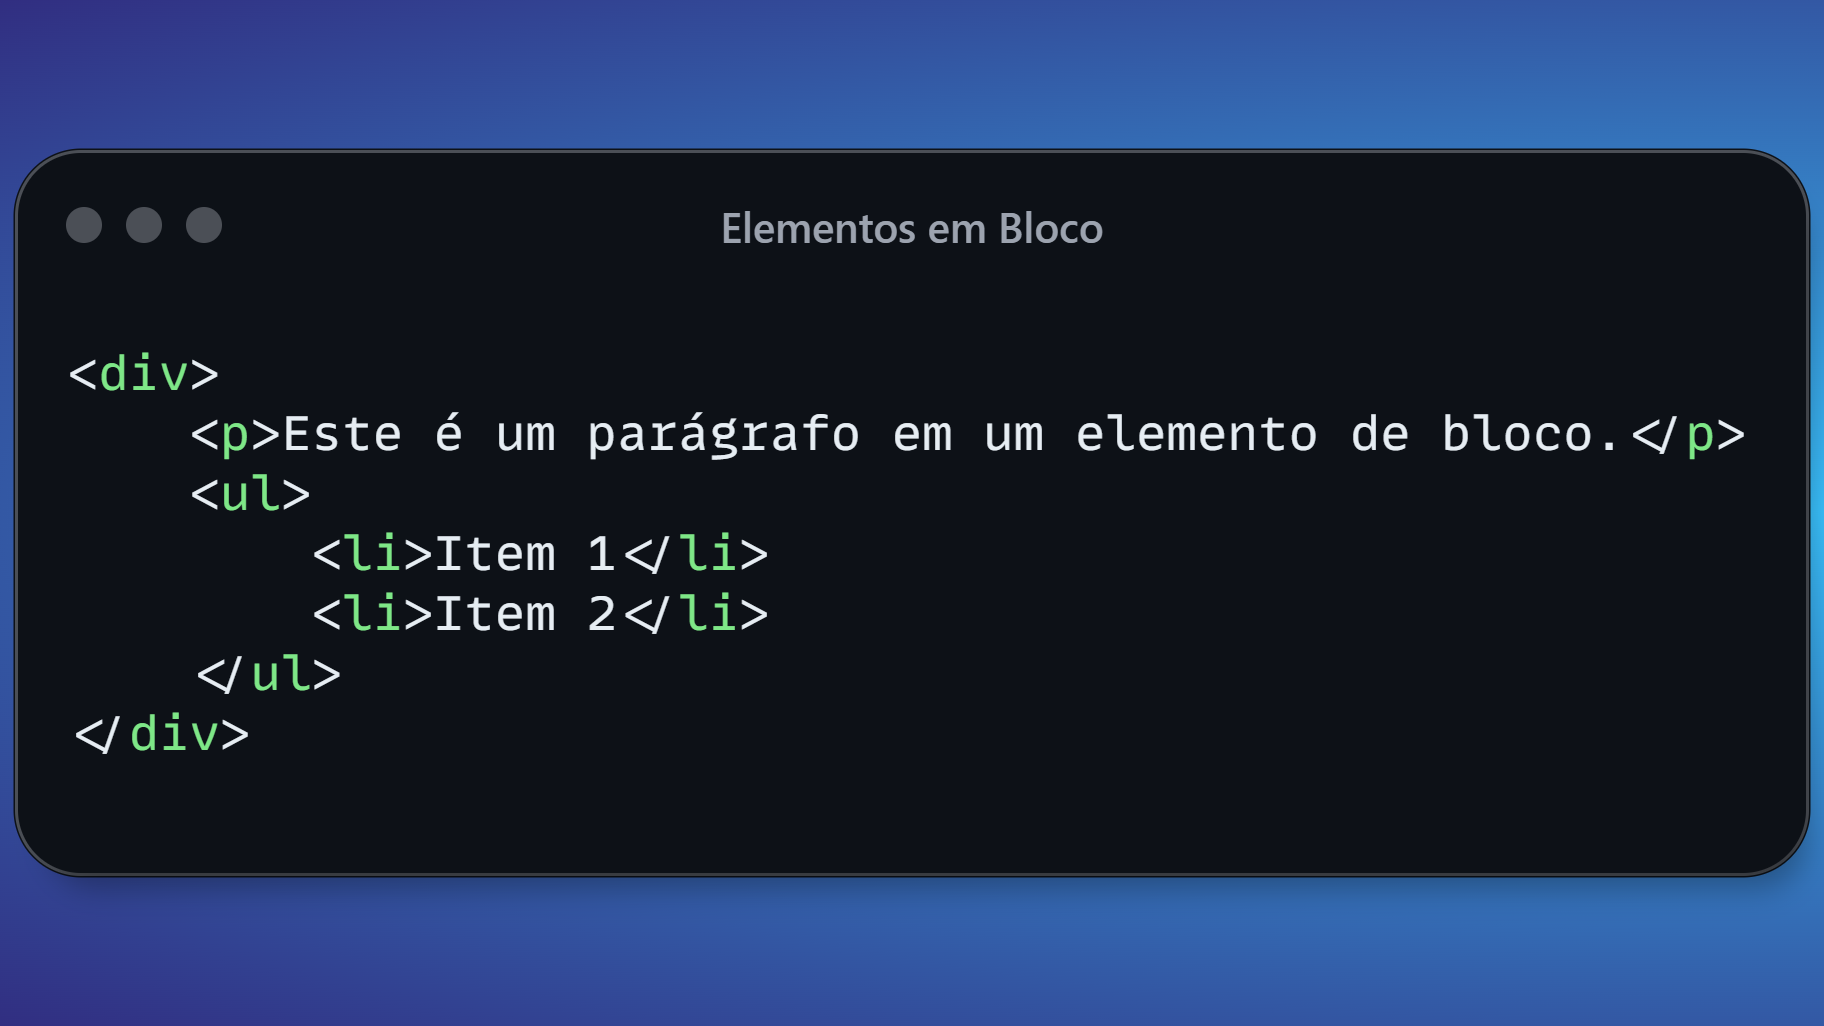 Elementos em Bloco
<div>
    <p>Este é um parágrafo em um elemento de bloco.</p>
    <ul>
        <li>Item 1</li>
        <li>Item 2</li>
    </ul>
</div>